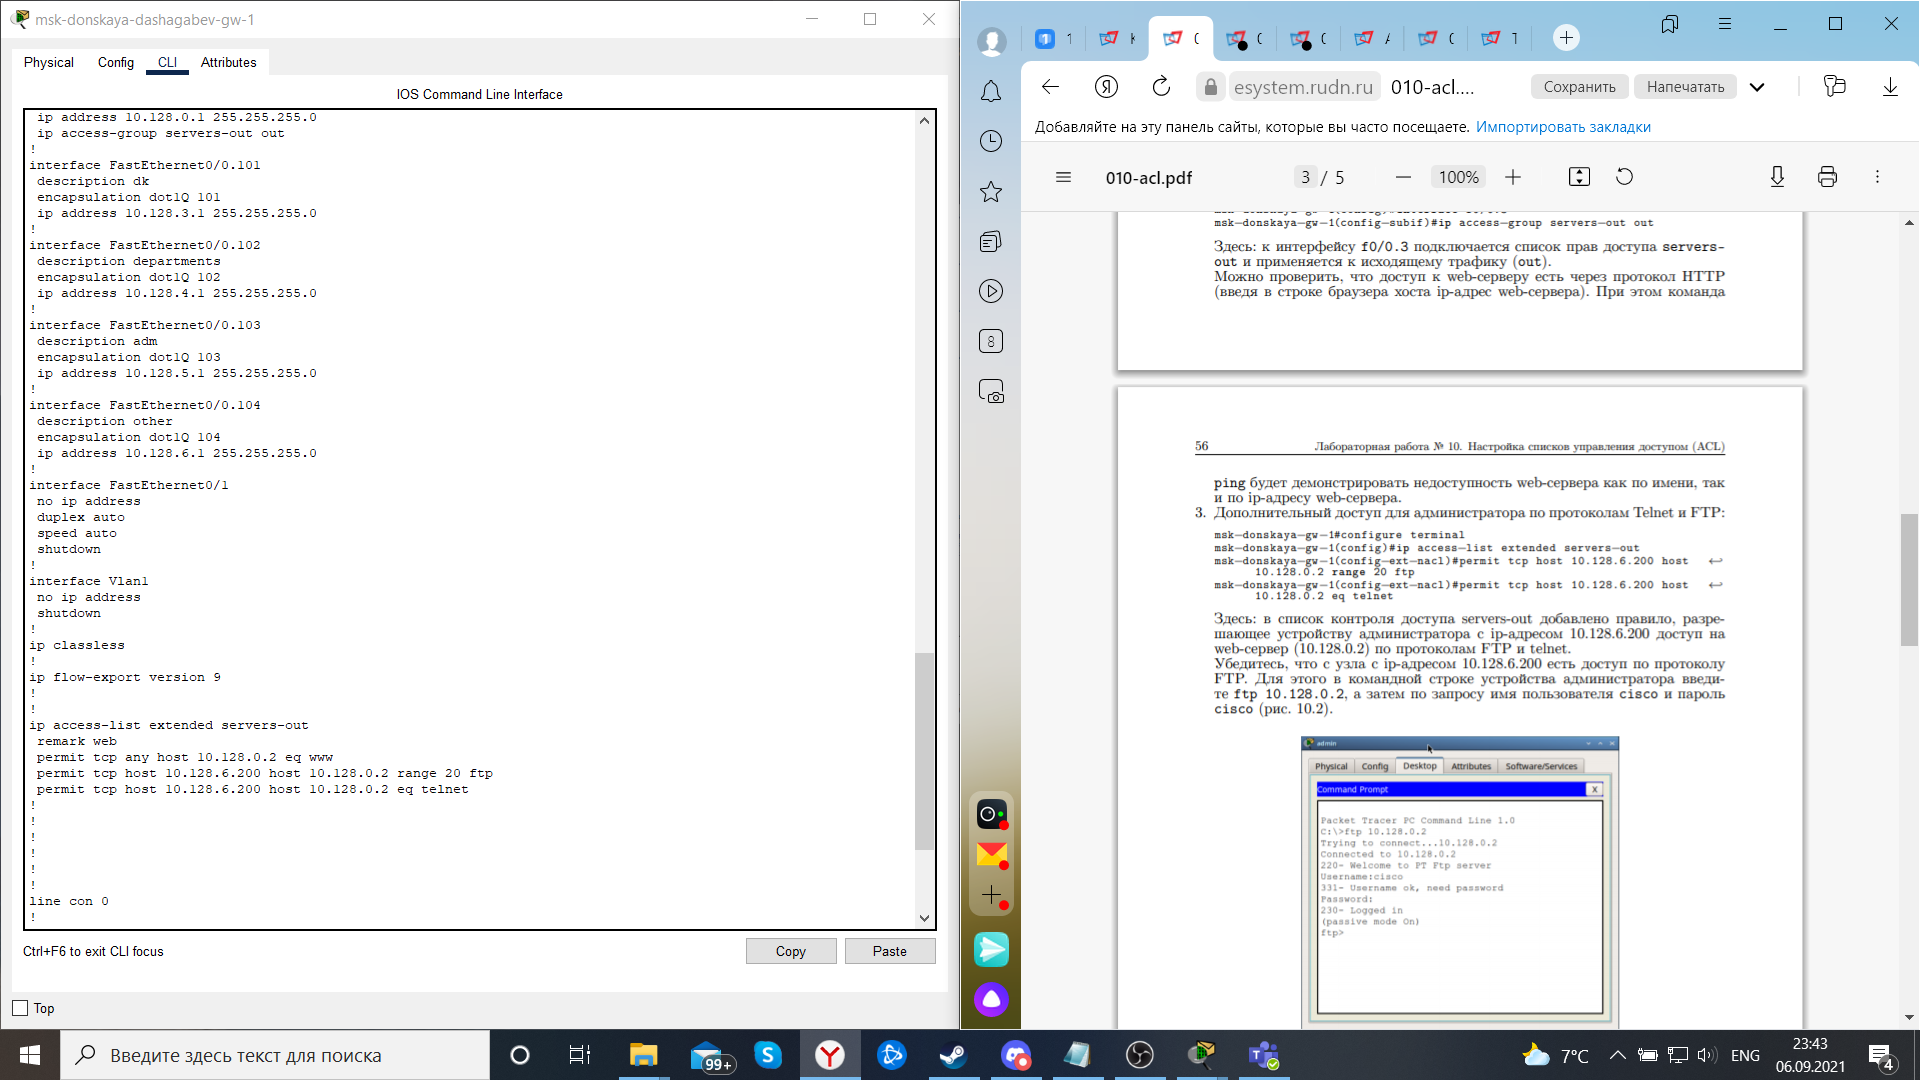 msk-donskaya-dashagabev-gw-1
Physical
Config
CLI
Attributes
IOS Command Line Interface
ip address 10.128.0.1 255.255.255.0
ip access-group servers-out out
!
interface FastEthernet0/0.101
description dk
encapsulation dot1Q 101
ip address 10.128.3.1 255.255.255.0
!
interface FastEthernet0/0.102
description departments
encapsulation dot1Q 102
ip address 10.128.4.1 255.255.255.0
!
interface FastEthernet0/0.103
description adm
encapsulation dot1Q 103
ip address 10.128.5.1 255.255.255.0
!
interface FastEthernet0/0.104
description other
encapsulation dot1Q 104
ip address 10.128.6.1 255.255.255.0
!
interface FastEthernet0/1
no ip address
duplex auto
speed auto
shutdown
!
interface Vlan1
no ip address
shutdown
!
ip classless
!
ip flow-export version 9
!
!
ip access-list extended servers-out
remark web
permit tcp any host 10.128.0.2 eq www
permit tcp host 10.128.6.200 host 10.128.0.2 range 20 ftp
permit tcp host 10.128.6.200 host 10.128.0.2 eq telnet
!
!
!
!
!
!
line con 0
!
Ctrl+F6 to exit CLI focus
Copy
Paste
Top
esystem.rudn.ru
010-acl....
Сохранить
Напечатать
Добавляйте на эту панель сайты, которые вы часто посещаете. Импортировать закладки
010-acl.pdf
3 / 5
100%
8
msk-donskaya-gw-1(config-subif)#ip access-group servers-out out
Здесь: к интерфейсу f0/0.3 подключается список прав доступа servers-
out и применяется к исходящему трафику (out).
Можно проверить, что доступ к web-серверу есть через протокол HTTP
(введя в строке браузера хоста ip-адрес web-сервера). При этом команда
56 Лабораторная работа № 10. Настройка списков управления доступом (ACL)
ping будет демонстрировать недоступность web-сервера как по имени, так
и по ip-адресу web-сервера.
3. Дополнительный доступ для администратора по протоколам Telnet и FTP:
msk-donskaya-gw-1#configure terminal
msk-donskaya-gw-1(config)#ip access-list extended servers-out
msk-donskaya-gw-1(config-ext-nacl)#permit tcp host 10.128.6.200 host ↩
10.128.0.2 range 20 ftp
msk-donskaya-gw-1(config-ext-nacl)#permit tcp host 10.128.6.200 host ↩
10.128.0.2 eq telnet
Здесь: в список контроля доступа servers-out добавлено правило, разре-
шающее устройству администратора с ip-адресом 10.128.6.200 доступ на
web-сервер (10.128.0.2) по протоколам FTP и telnet.
Убедитесь, что с узла с ip-адресом 10.128.6.200 есть доступ по протоколу
FTP. Для этого в командной строке устройства администратора введи-
те ftp 10.128.0.2, а затем по запросу имя пользователя cisco и пароль
cisco (рис. 10.2).
admin
Physical
Config
Desktop
Attributes
Software/Services
Command Prompt
X
Packet Tracer PC Command Line 1.0
C:\>ftp 10.128.0.2
Trying to connect...10.128.0.2
Connected to 10.128.0.2
220- Welcome to PT Ftp server
Username:cisco
331- Username ok, need password
Password:
230- Logged in
(passive mode On)
ftp>
Введите здесь текст для поиска
99+
7°C
ENG
23:43
06.09.2021
4